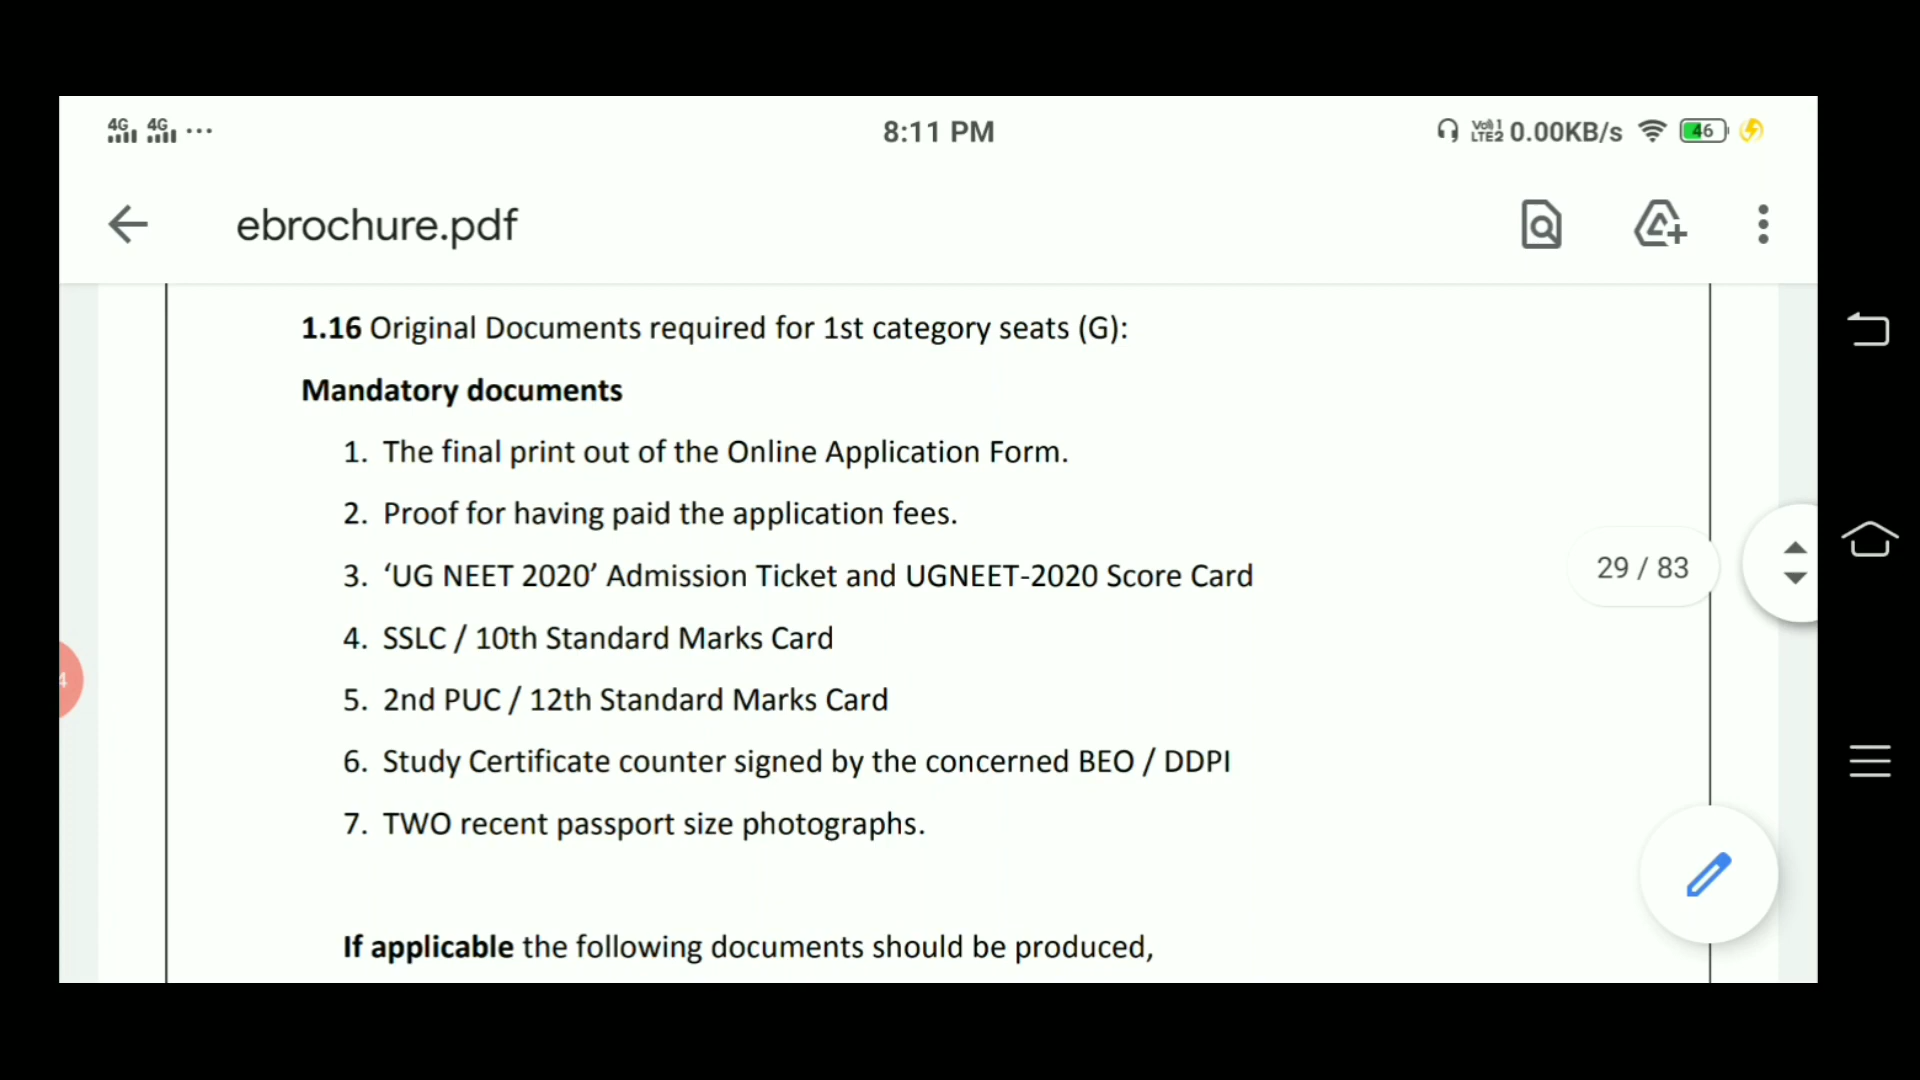 4G 4G ... 8:11 PM VoI) 1 LTE2 0.00KB/s 46
ebrochure.pdf
1.16 Original Documents required for 1st category seats (G):
Mandatory documents
1. The final print out of the Online Application Form.
2. Proof for having paid the application fees.
3. ‘UG NEET 2020’ Admission Ticket and UGNEET-2020 Score Card
29 / 83
4. SSLC / 10th Standard Marks Card
4
5. 2nd PUC / 12th Standard Marks Card
6. Study Certificate counter signed by the concerned BEO / DDPI
7. TWO recent passport size photographs.
If applicable the following documents should be produced,